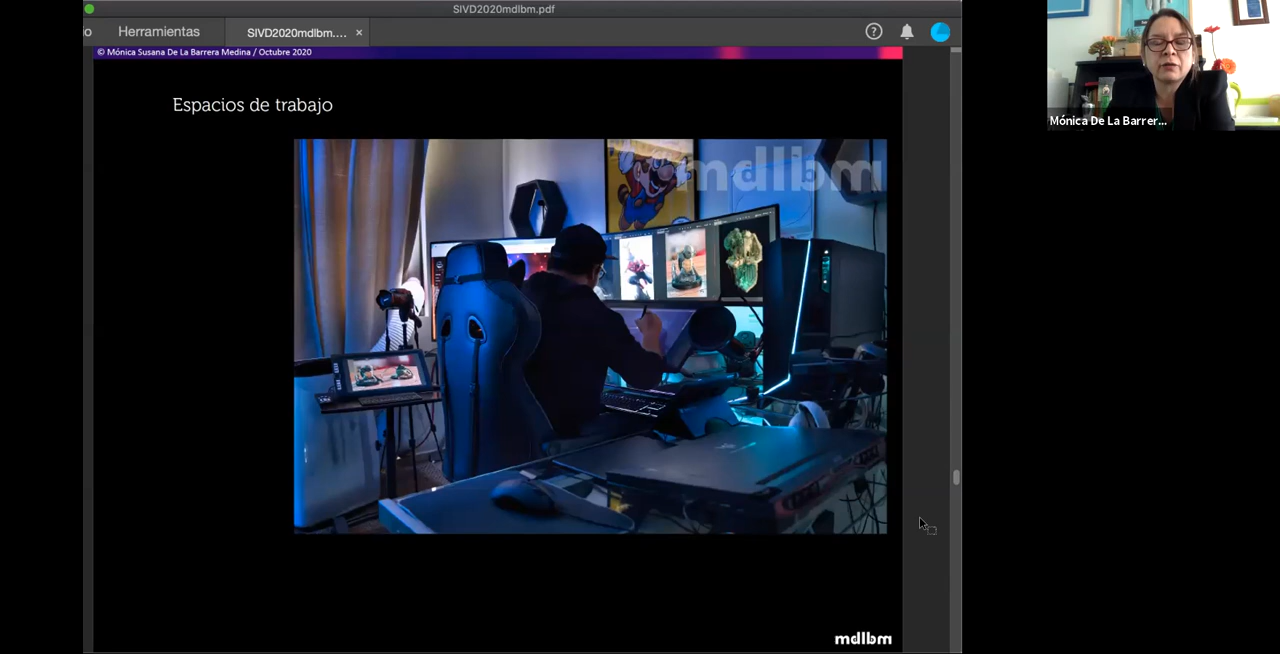 SIVD2020mdlbm.pdf
io
Herramientas
SIVD2020mdlbm.... ×
?
© Mónica Susana De La Barrera Medina / Octubre 2020
Espacios de trabajo
mdlbm
mdlbm
Mónica De La Barrer...